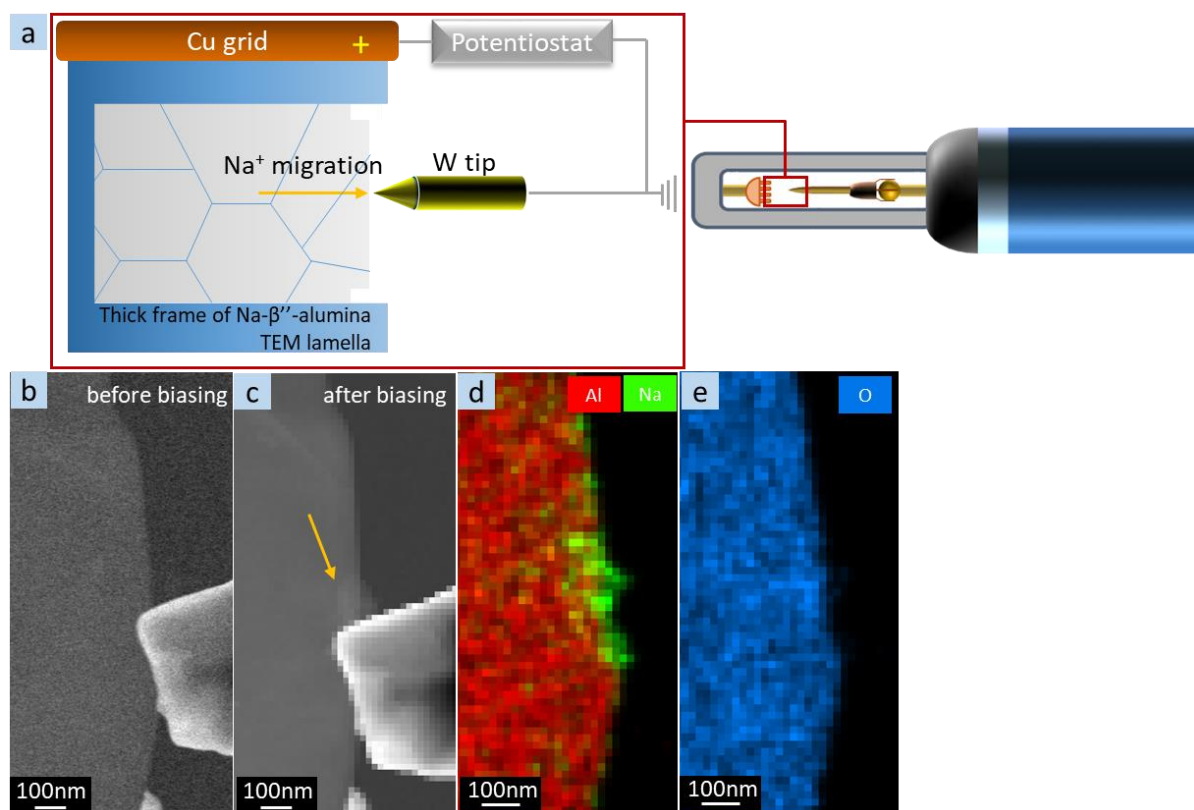 a
Cu grid
+
Potentiostat
Na⁺ migration
W tip
Thick frame of Na-β’’-alumina
TEM lamella
b
before biasing
c
after biasing
d
Al
Na
e
O
100nm
100nm
100nm
100nm